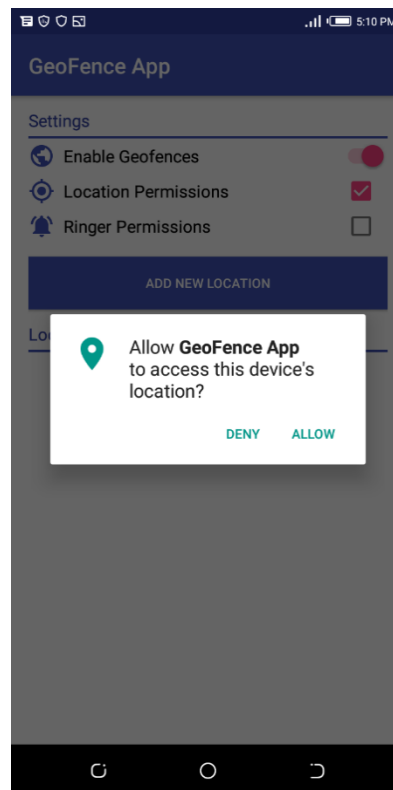 5:10 PM
GeoFence App
Settings
Enable Geofences
Location Permissions
Ringer Permissions
ADD NEW LOCATION
Lo
Allow GeoFence App
to access this device's
location?
DENY ALLOW